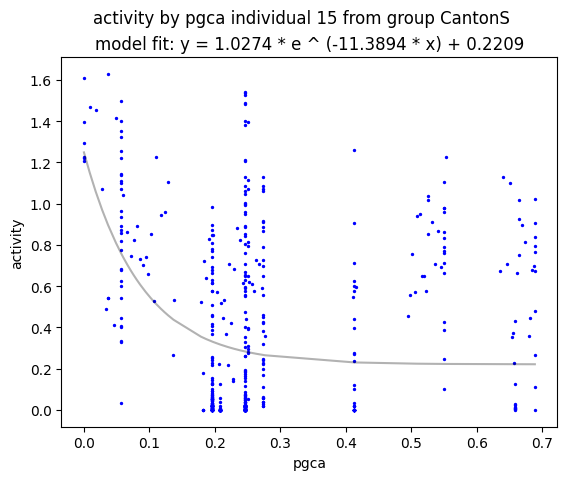 activity by pgca individual 15 from group CantonS
model fit: y = 1.0274 * e ^ (-11.3894 * x) + 0.2209
activity
1.6
1.4
1.2
1.0
0.8
0.6
0.4
0.2
0.0
0.0 0.1 0.2 0.3 0.4 0.5 0.6 0.7
pgca